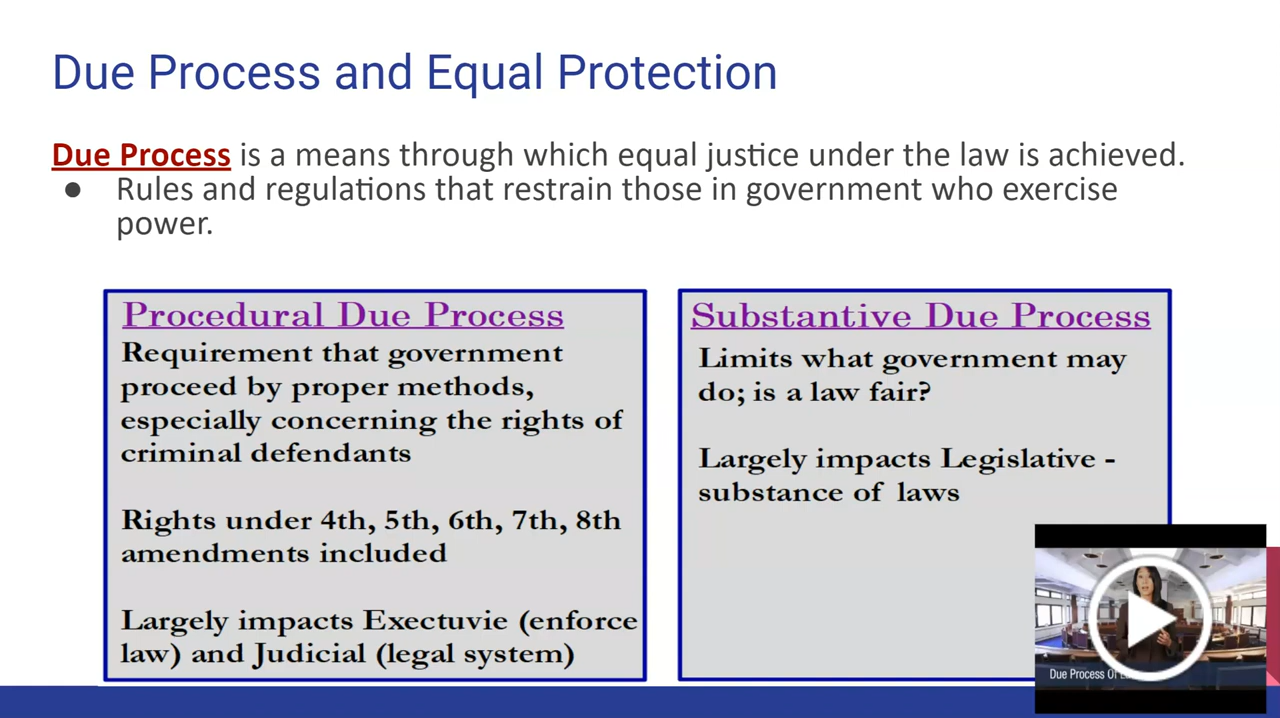 Due Process and Equal Protection
Due Process is a means through which equal justice under the law is achieved.
● Rules and regulations that restrain those in government who exercise
power.
Procedural Due Process
Requirement that government
proceed by proper methods,
especially concerning the rights of
criminal defendants
Rights under 4th, 5th, 6th, 7th, 8th
amendments included
Largely impacts Exectuvie (enforce
law) and Judicial (legal system)
Substantive Due Process
Limits what government may
do; is a law fair?
Largely impacts Legislative -
substance of laws
Due Process Of